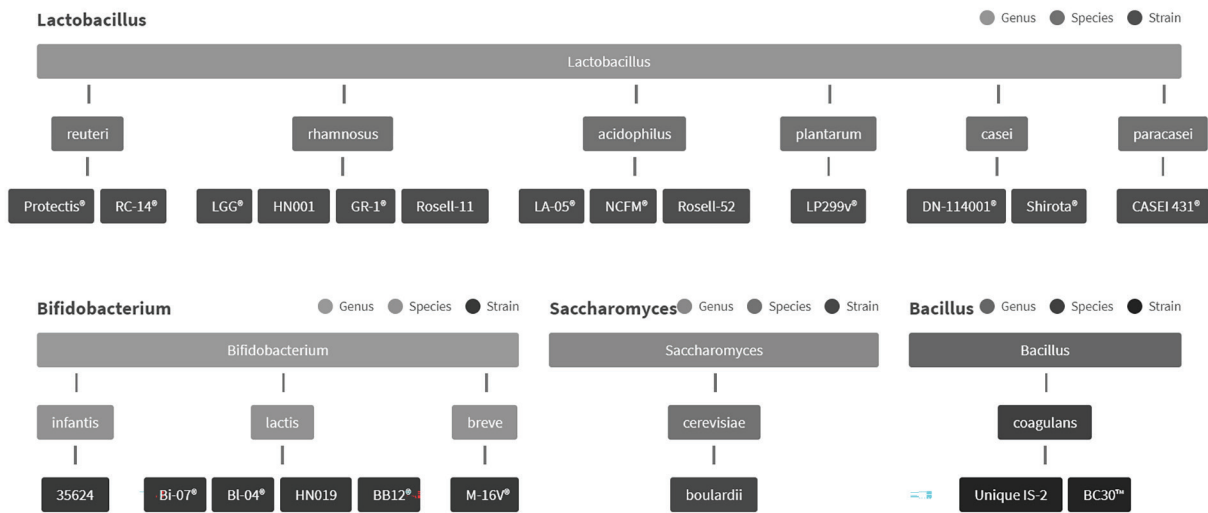 Lactobacillus
Genus Species Strain
Lactobacillus
reuteri rhamnosus acidophilus plantarum casei paracasei
Protectis® RC-14® LGG® HN001 GR-1® Rosell-11 LA-05® NCFM® Rosell-52 LP299v® DN-114001® Shirota® CASEI 431®
Bifidobacterium
Genus Species Strain
Bifidobacterium
infantis lactis breve
35624 Bi-07® Bl-04® HN019 BB12® M-16V®
Saccharomyces
Genus Species Strain
Saccharomyces
cerevisiae
boulardii
Bacillus
Genus Species Strain
Bacillus
coagulans
Unique IS-2 BC30™